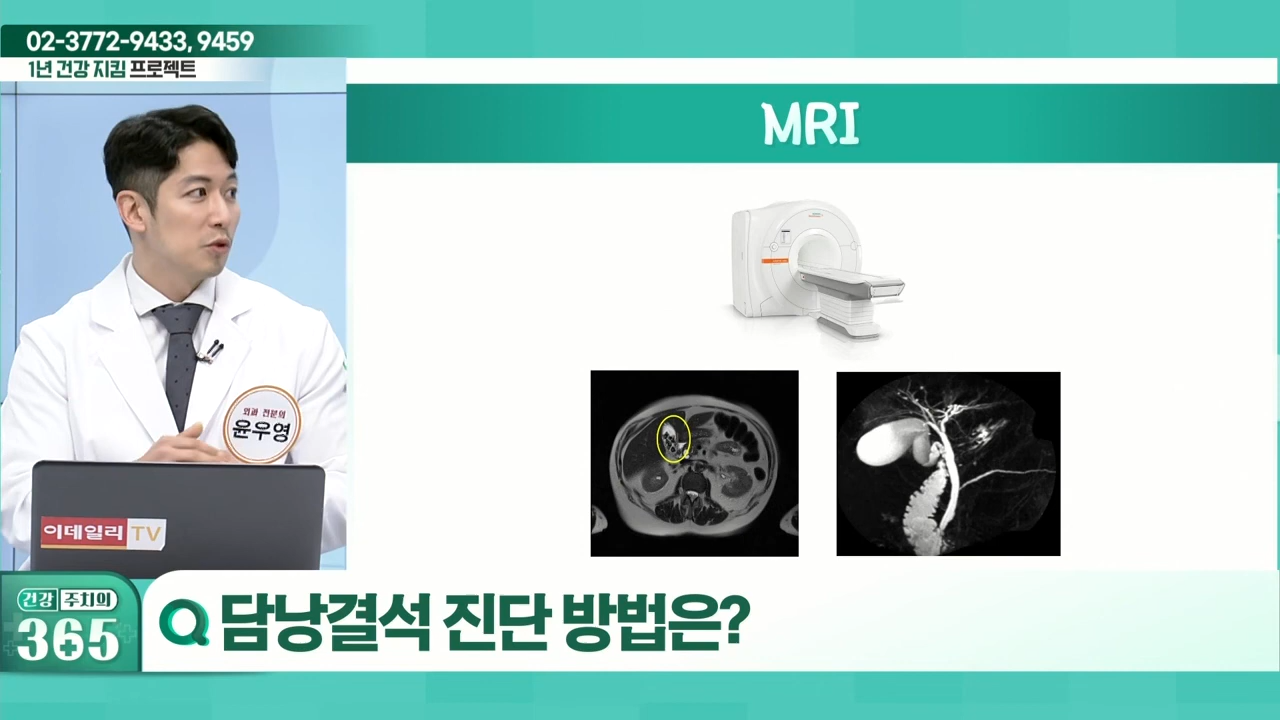 02-3772-9433, 9459
1년 건강 지킴 프로젝트
MRI
외과 전문의
윤우영
이데일리TV
건강 주치의
365
Q 담낭결석 진단 방법은?